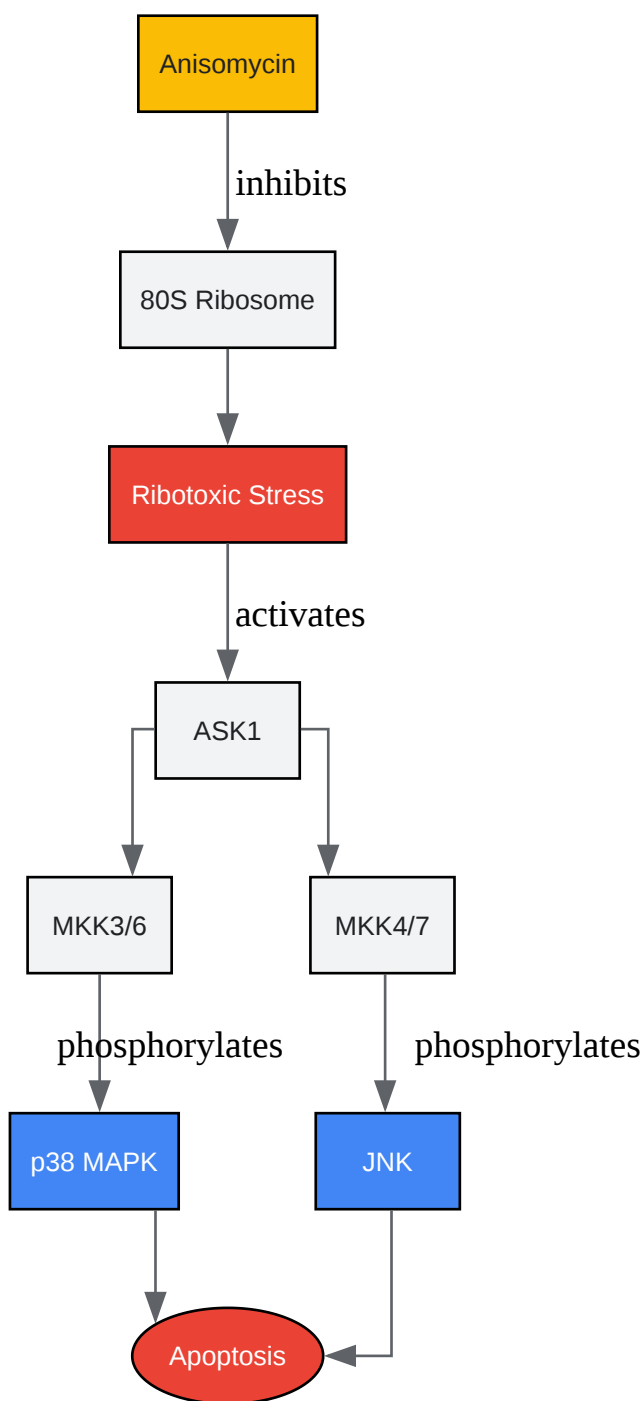 Anisomycin
inhibits
80S Ribosome
Ribotoxic Stress
activates
ASK1
MKK3/6
MKK4/7
phosphorylates
phosphorylates
p38 MAPK
JNK
Apoptosis